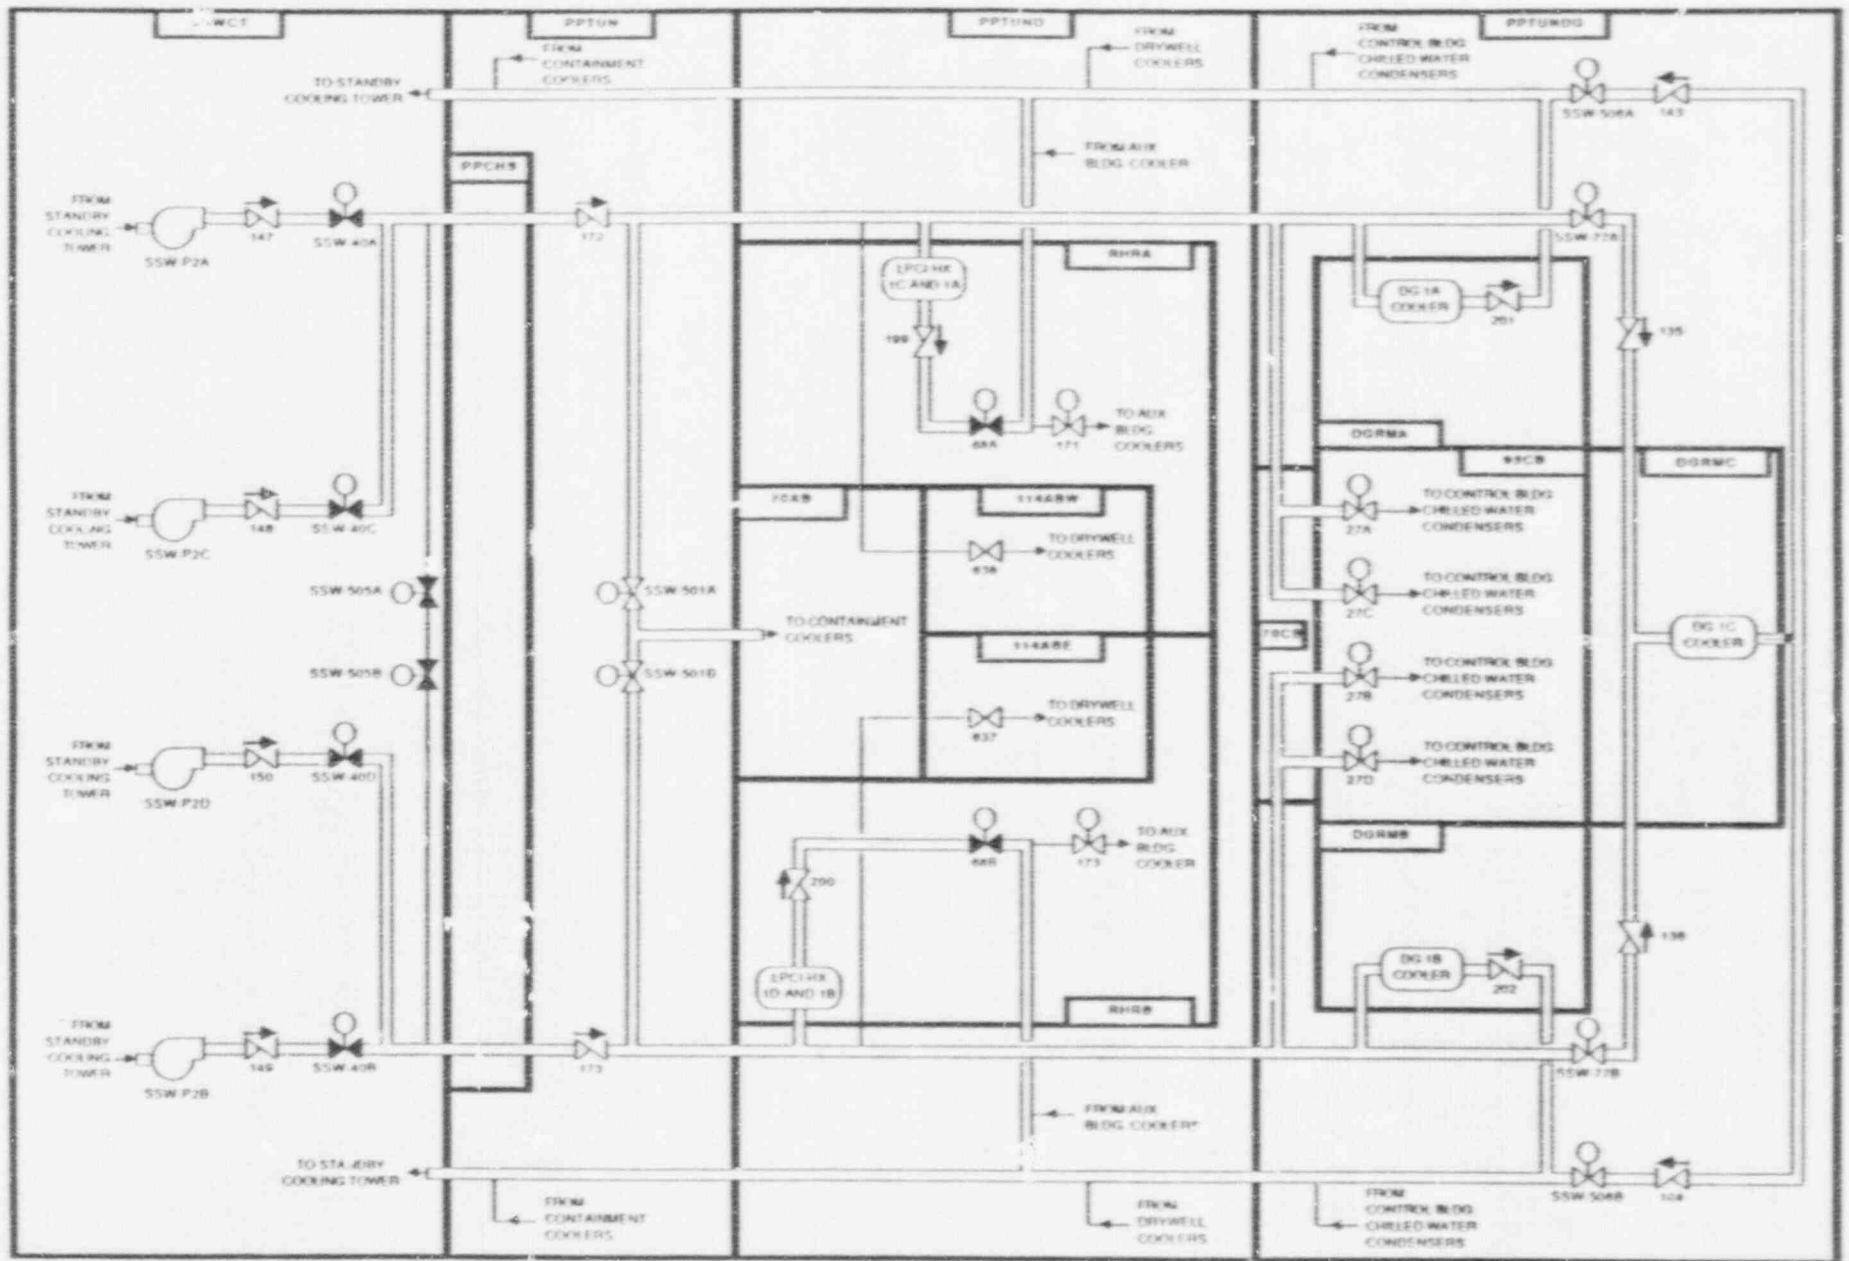 PPTUN
PPTUND
PPTUNDG
FROM
CONTAINMENT
COOLERS
FROM
DRYWELL
COOLERS
FROM
CONTROL BLDG
CHILLED WATER
CONDENSERS
TO STANDBY
COOLING TOWER
SSW-506A
143
FROM AUX
BLDG COOLER
PPCHS
FROM
STANDBY
COOLING
TOWER
SSW-P2A
147
SSW-40A
172
SSW-77A
RHRA
LPCI-HX
1C AND 1A
199
68A
171
TO AUX
BLDG
COOLERS
DG-1A
COOLER
201
135
DGRMA
FROM
STANDBY
COOLING
TOWER
SSW-P2C
148
SSW-40C
70AB
114ABW
TO DRYWELL
COOLERS
638
98CB
DGRMC
27A
TO CONTROL BLDG
CHILLED WATER
CONDENSERS
27C
TO CONTROL BLDG
CHILLED WATER
CONDENSERS
SSW-505A
SSW-501A
TO CONTAINMENT
COOLERS
SSW-505B
SSW-501B
114ABE
TO DRYWELL
COOLERS
637
70CB
DG-1C
COOLER
27B
TO CONTROL BLDG
CHILLED WATER
CONDENSERS
27D
TO CONTROL BLDG
CHILLED WATER
CONDENSERS
FROM
STANDBY
COOLING
TOWER
SSW-P2D
150
SSW-40D
68B
173
TO AUX
BLDG
COOLER
200
LPCI-HX
1D AND 1B
RHRB
DGRMB
DG-1B
COOLER
202
136
FROM
STANDBY
COOLING
TOWER
SSW-P2B
149
SSW-40B
173
SSW-77B
FROM AUX
BLDG COOLER
TO STANDBY
COOLING TOWER
SSW-506B
104
FROM
CONTAINMENT
COOLERS
FROM
DRYWELL
COOLERS
FROM
CONTROL BLDG
CHILLED WATER
CONDENSERS